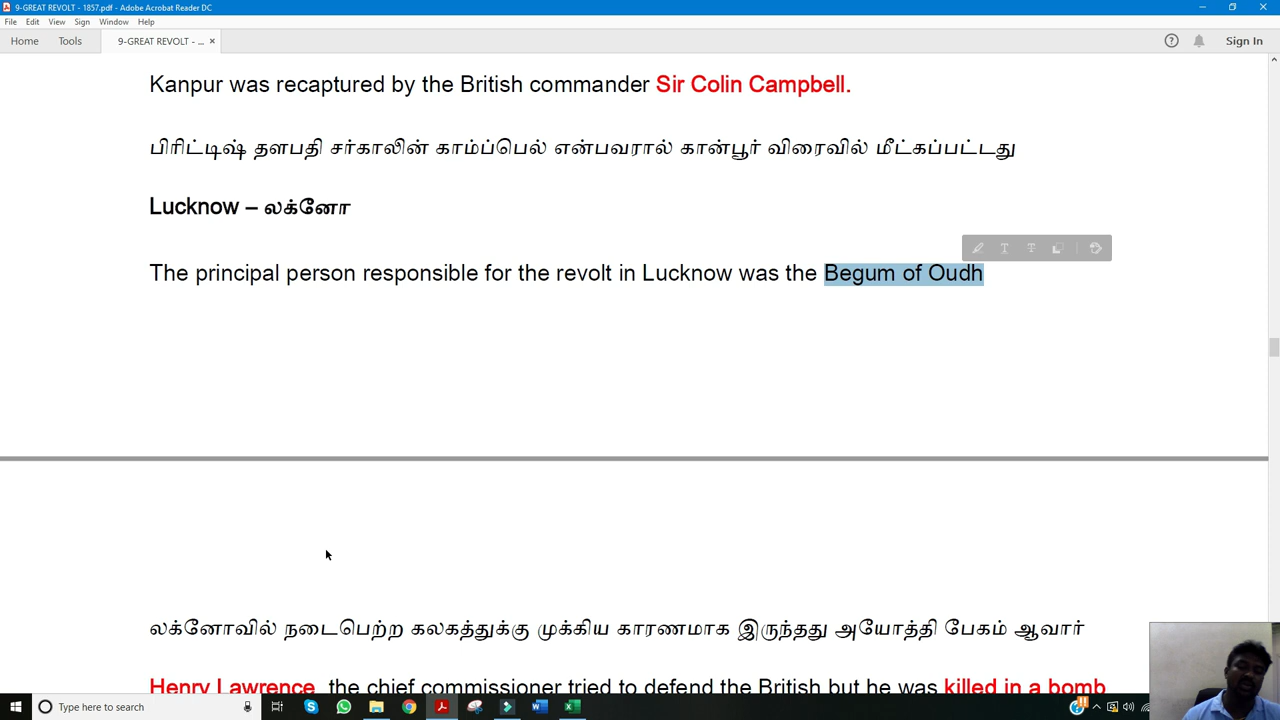 9-GREAT REVOLT - 1857.pdf - Adobe Acrobat Reader DC
File Edit View Sign Window Help
Home Tools 9-GREAT REVOLT - ... Sign In
Kanpur was recaptured by the British commander Sir Colin Campbell.
பிரிட்டிஷ் தளபதி சர்காலின் காம்ப்பெல் என்பவரால் கான்பூர் விரைவில் மீட்கப்பட்டது
Lucknow – லக்னோ
The principal person responsible for the revolt in Lucknow was the Begum of Oudh
லக்னோவில் நடைபெற்ற கலகத்துக்கு முக்கிய காரணமாக இருந்தது அயோத்தி பேகம் ஆவார்
Henry Lawrence the chief commissioner tried to defend the British but he was killed in a bomb
Type here to search